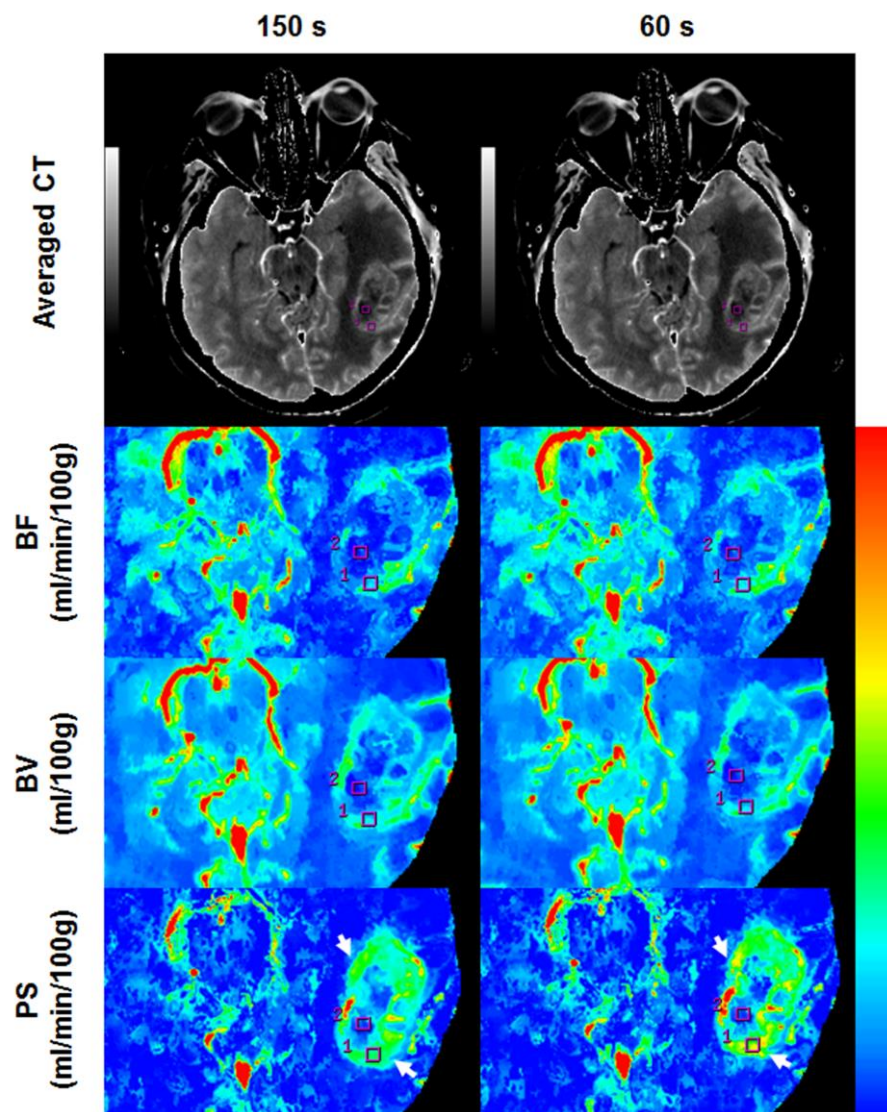 150 s 60 s
Averaged CT
BF
(ml/min/100g)
2 2
1 1
BV
(ml/100g)
2 2
1 1
PS
(ml/min/100g)
2 2
1 1